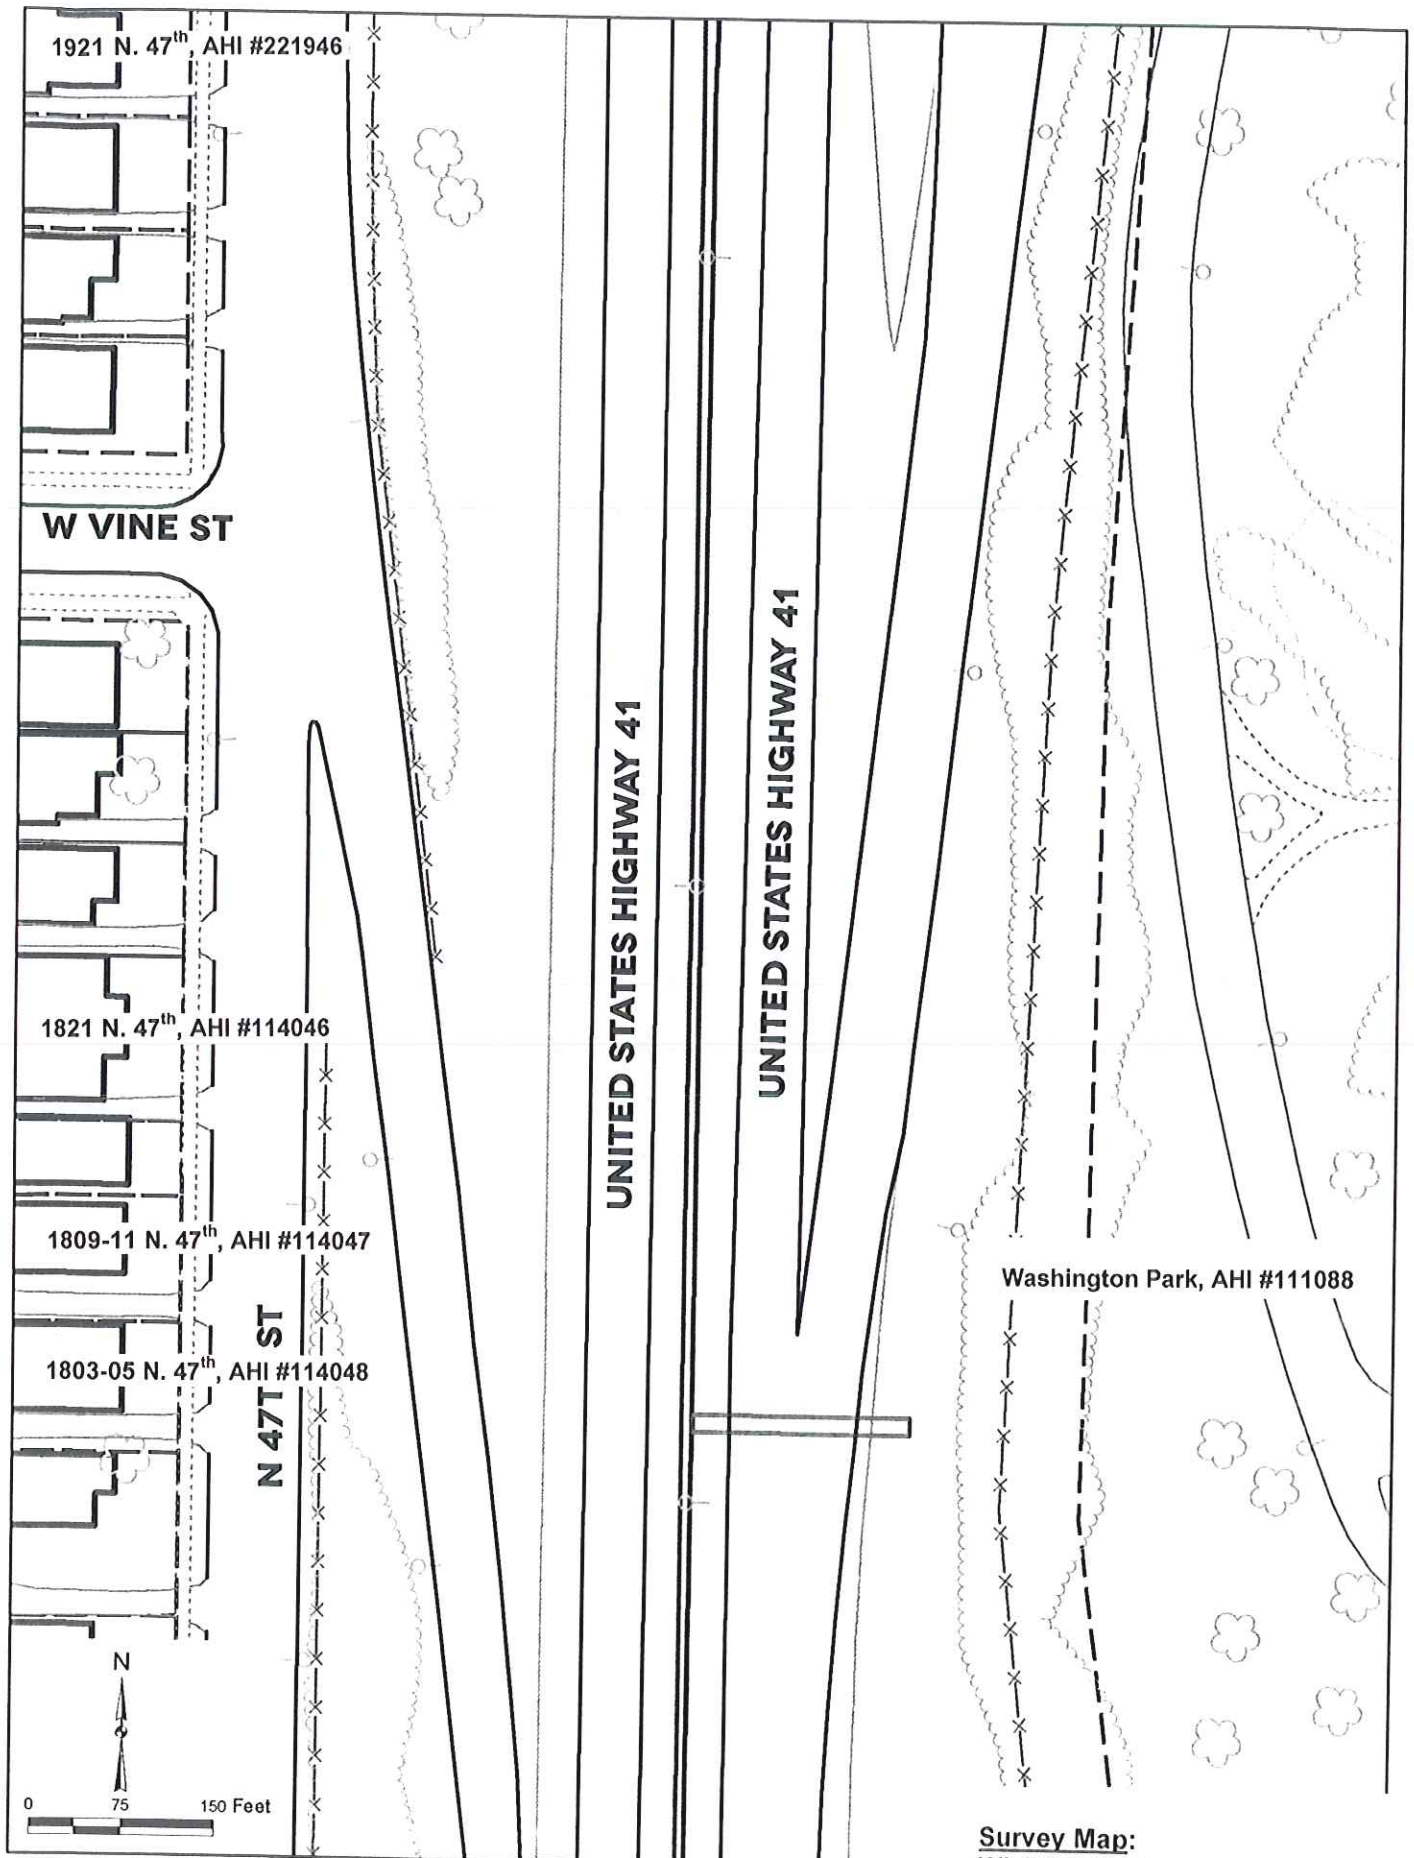 1921 N. 47th, AHI #221946
W VINE ST
UNITED STATES HIGHWAY 41
UNITED STATES HIGHWAY 41
1821 N. 47th, AHI #114046
1809-11 N. 47th, AHI #114047
Washington Park, AHI #111088
1803-05 N. 47th, AHI #114048
N 47T ST
N
0 75 150 Feet
Survey Map: